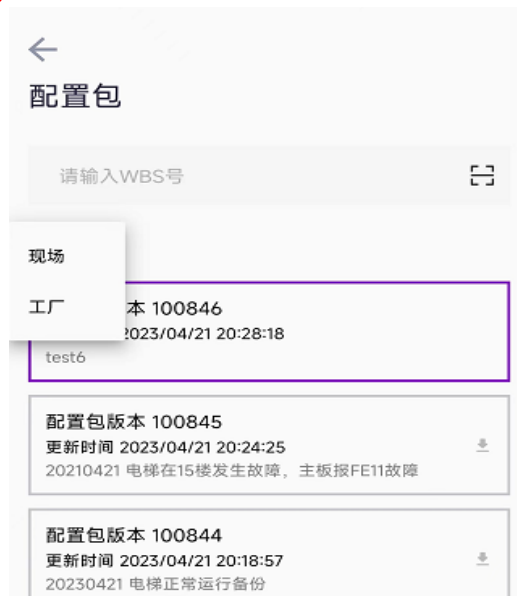 配置包
请输入WBS号
现场
工厂
本 100846
2023/04/21 20:28:18
test6
配置包版本 100845
更新时间 2023/04/21 20:24:25
20210421 电梯在15楼发生故障，主板报FE11故障
配置包版本 100844
更新时间 2023/04/21 20:18:57
20230421 电梯正常运行备份